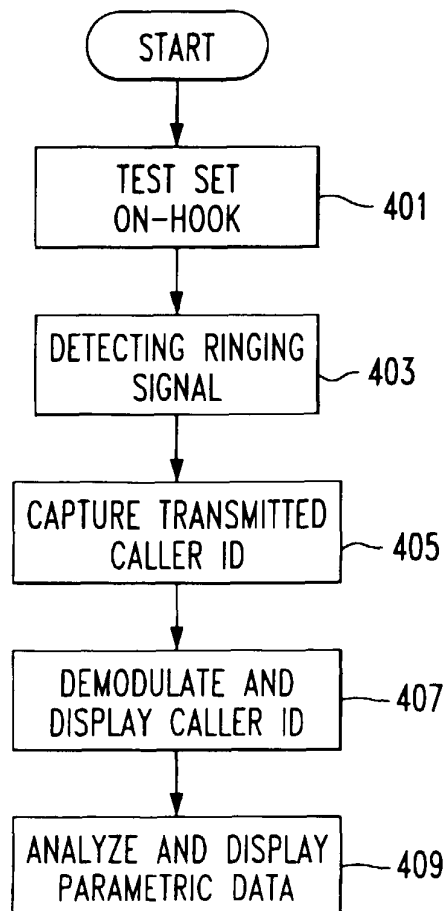 START
TEST SET
ON-HOOK
401
DETECTING RINGING
SIGNAL
403
CAPTURE TRANSMITTED
CALLER ID
405
DEMODULATE AND
DISPLAY CALLER ID
407
ANALYZE AND DISPLAY
PARAMETRIC DATA
409